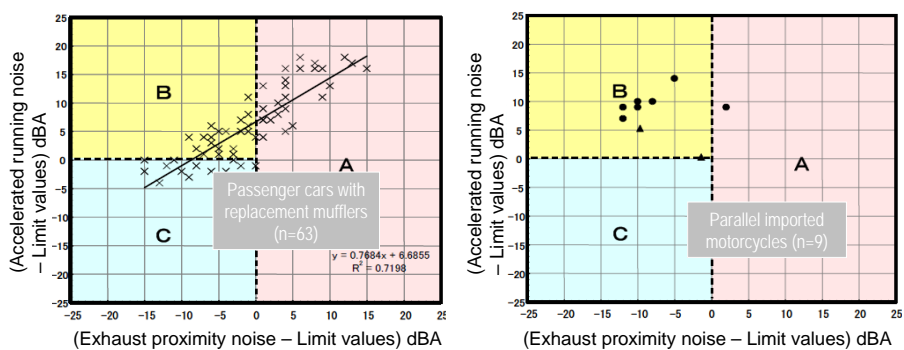 (Accelerated running noise
– Limit values) dBA
25
20
15
10
5
0
−5
−10
−15
−20
−25
B
A
C
Passenger cars with
replacement mufflers
(n=63)
y = 0.7684x + 6.6855
R² = 0.7198
−25 −20 −15 −10 −5 0 5 10 15 20 25
(Exhaust proximity noise – Limit values) dBA
(Accelerated running noise
– Limit values) dBA
25
20
15
10
5
0
−5
−10
−15
−20
−25
B
A
C
Parallel imported
motorcycles (n=9)
−25 −20 −15 −10 −5 0 5 10 15 20 25
(Exhaust proximity noise – Limit values) dBA